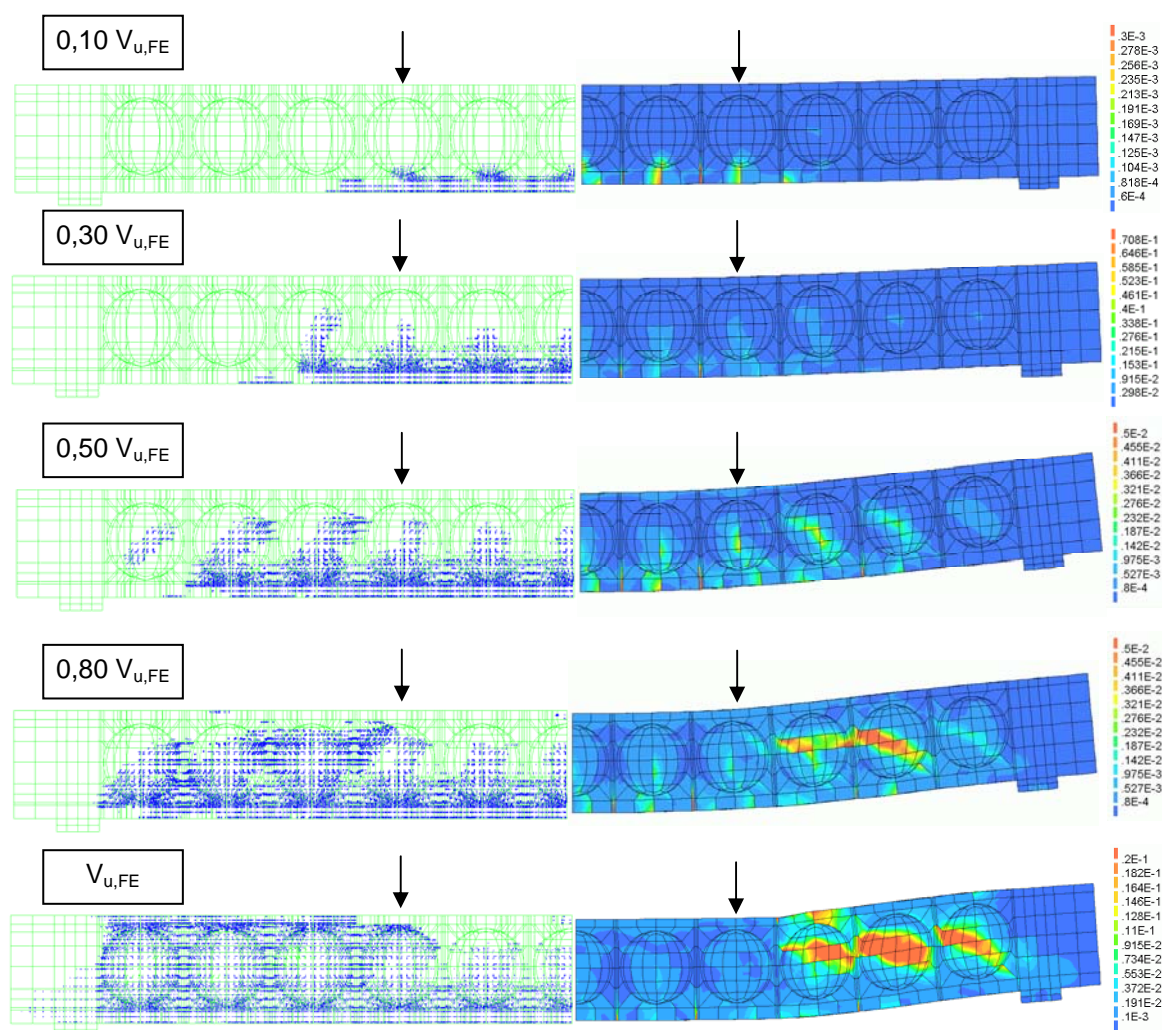 0,10 Vu,FE
.3E-3
.278E-3
.256E-3
.235E-3
.213E-3
.191E-3
.169E-3
.147E-3
.125E-3
.104E-3
.818E-4
.6E-4
0,30 Vu,FE
.708E-1
.646E-1
.585E-1
.523E-1
.461E-1
.4E-1
.338E-1
.276E-1
.215E-1
.153E-1
.915E-2
.298E-2
0,50 Vu,FE
.5E-2
.455E-2
.411E-2
.366E-2
.321E-2
.276E-2
.232E-2
.187E-2
.142E-2
.975E-3
.527E-3
.8E-4
0,80 Vu,FE
.5E-2
.455E-2
.411E-2
.366E-2
.321E-2
.276E-2
.232E-2
.187E-2
.142E-2
.975E-3
.527E-3
.8E-4
Vu,FE
.2E-1
.182E-1
.164E-1
.146E-1
.128E-1
.11E-1
.915E-2
.734E-2
.553E-2
.372E-2
.191E-2
.1E-3